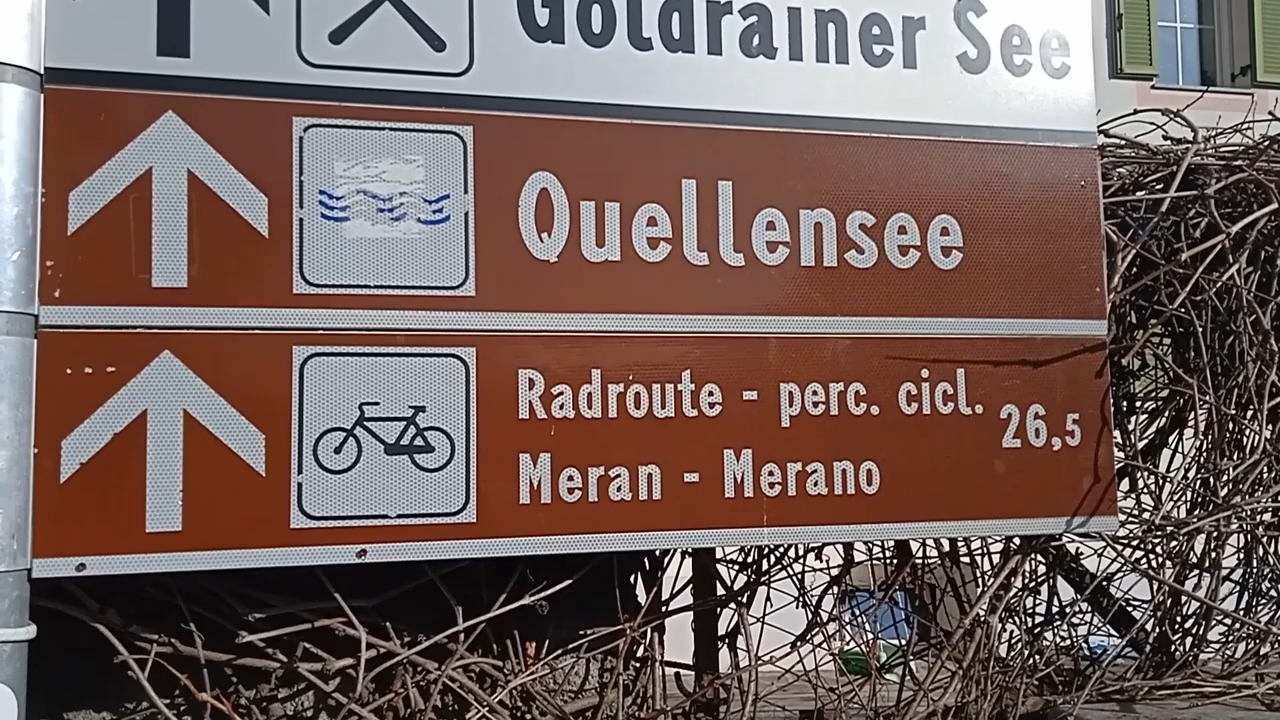 Goldrainer See
Quellensee
Radroute - perc. cicl.
26,5
Meran - Merano